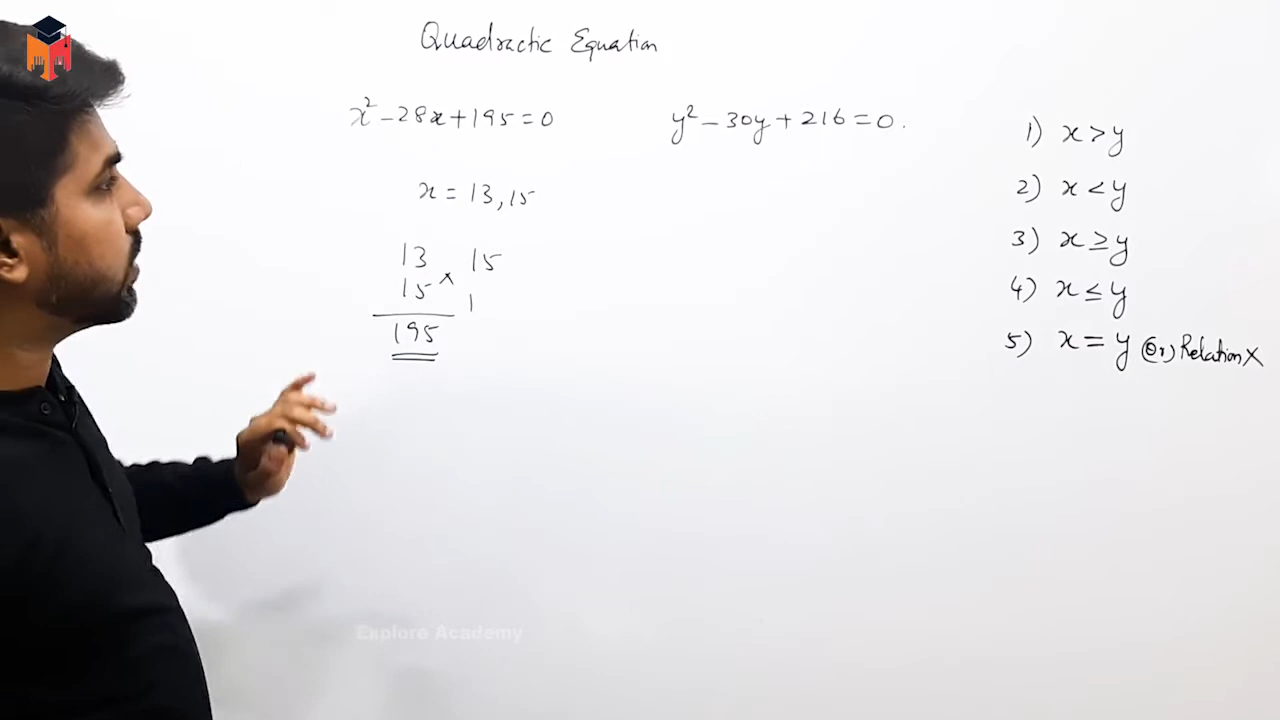 Quadractic Equation
x² - 28x + 195 = 0
y² - 30y + 216 = 0.
x = 13, 15
13 15
15 × 1
195
1) x > y
2) x < y
3) x ≥ y
4) x ≤ y
5) x = y (or) Relation X
Explore Academy